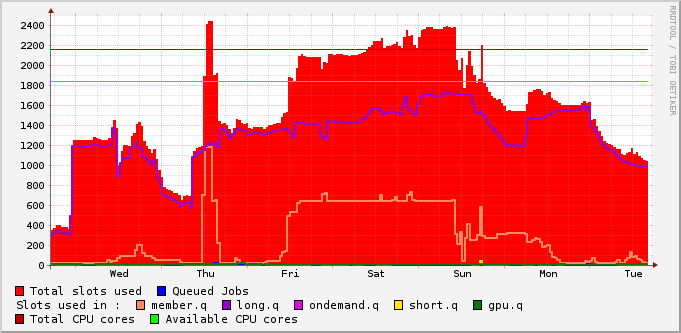 RRDTOOL / TOBI OETIKER
2400
2200
2000
1800
1600
1400
1200
1000
800
600
400
200
0
Wed Thu Fri Sat Sun Mon Tue
Total slots used Queued Jobs
Slots used in : member.q long.q ondemand.q short.q gpu.q
Total CPU cores Available CPU cores